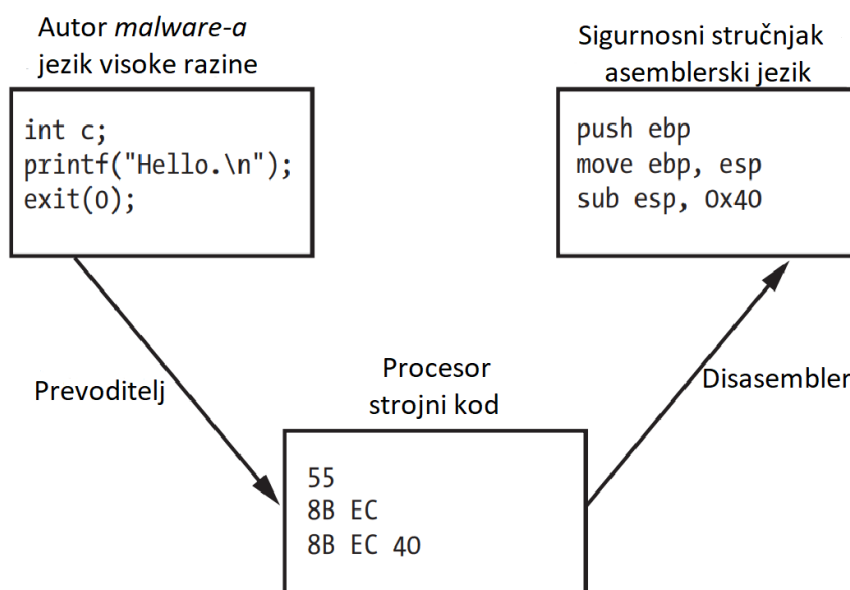 Autor malware-a
jezik visoke razine
int c;
printf("Hello.\n");
exit(0);
Sigurnosni stručnjak
asemblerski jezik
push ebp
move ebp, esp
sub esp, 0x40
Prevoditelj
Procesor
strojni kod
Disasembler
55
8B EC
8B EC 40